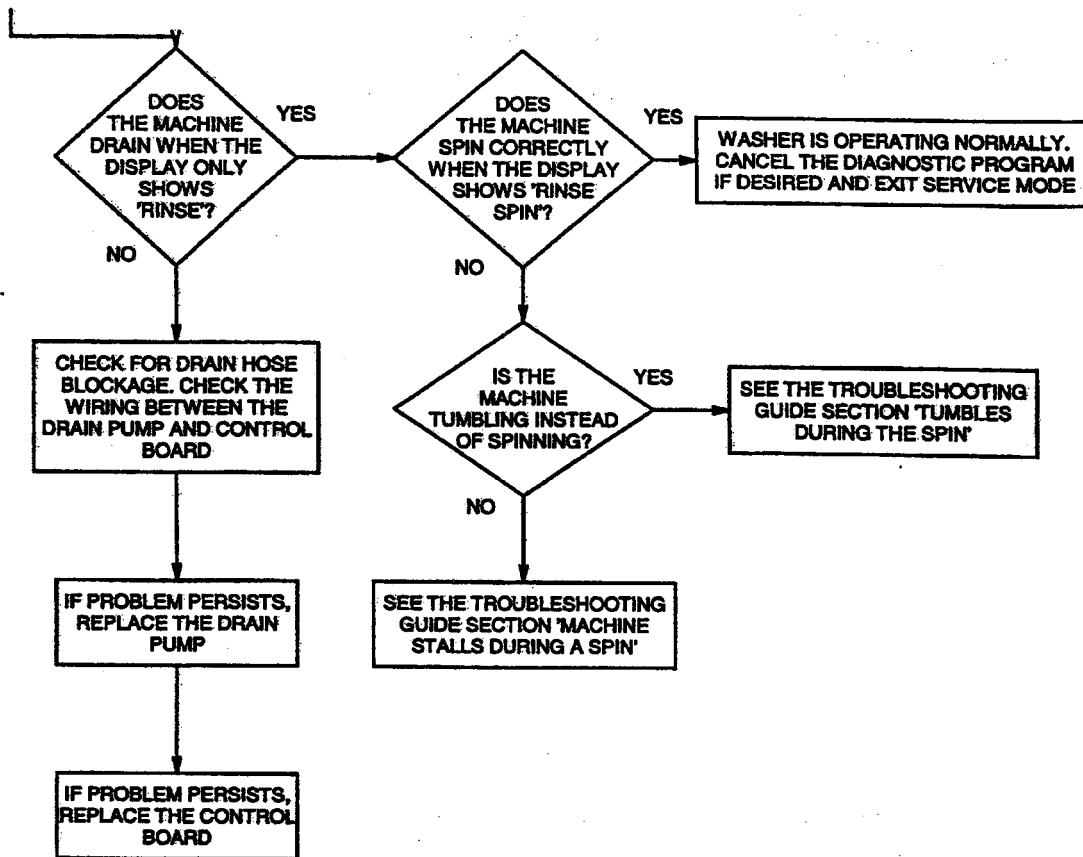 DOES
THE MACHINE
DRAIN WHEN THE
DISPLAY ONLY
SHOWS
'RINSE'?
YES
NO
DOES
THE MACHINE
SPIN CORRECTLY
WHEN THE DISPLAY
SHOWS 'RINSE
SPIN'?
YES
NO
WASHER IS OPERATING NORMALLY.
CANCEL THE DIAGNOSTIC PROGRAM
IF DESIRED AND EXIT SERVICE MODE
CHECK FOR DRAIN HOSE
BLOCKAGE. CHECK THE
WIRING BETWEEN THE
DRAIN PUMP AND CONTROL
BOARD
IS THE
MACHINE
TUMBLING INSTEAD
OF SPINNING?
YES
NO
SEE THE TROUBLESHOOTING
GUIDE SECTION 'TUMBLES
DURING THE SPIN'
IF PROBLEM PERSISTS,
REPLACE THE DRAIN
PUMP
SEE THE TROUBLESHOOTING
GUIDE SECTION 'MACHINE
STALLS DURING A SPIN'
IF PROBLEM PERSISTS,
REPLACE THE CONTROL
BOARD